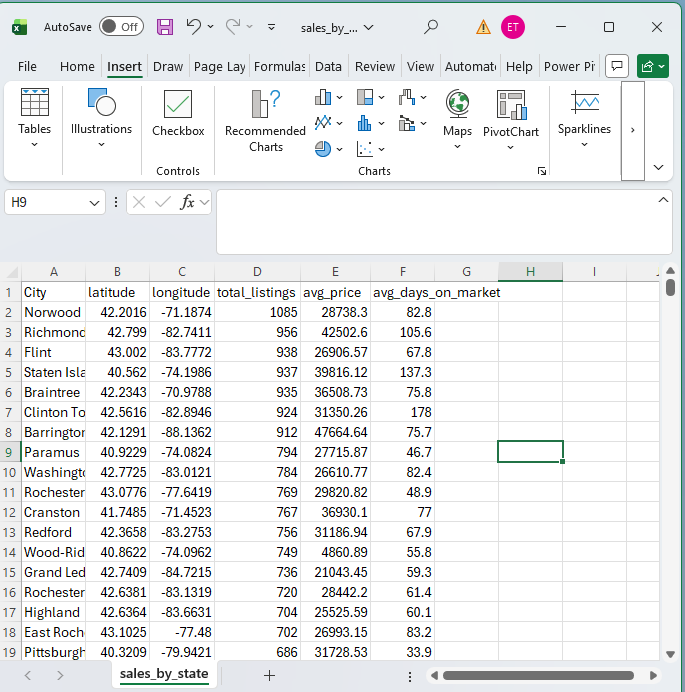 AutoSave Off sales_by_... ET
File Home Insert Draw Page Lay Formulas Data Review View Automat Help Power Pi
Tables Illustrations Checkbox Recommended Charts Maps PivotChart Sparklines
Controls Charts
H9 fx
A B C D E F G H I J
1 City latitude longitude total_listings avg_price avg_days_on_market
2 Norwood 42.2016 -71.1874 1085 28738.3 82.8
3 Richmond 42.799 -82.7411 956 42502.6 105.6
4 Flint 43.002 -83.7772 938 26906.57 67.8
5 Staten Isla 40.562 -74.1986 937 39816.12 137.3
6 Braintree 42.2343 -70.9788 935 36508.73 75.8
7 Clinton To 42.5616 -82.8946 924 31350.26 178
8 Barrington 42.1291 -88.1362 912 47664.64 75.7
9 Paramus 40.9229 -74.0824 794 27715.87 46.7
10 Washingto 42.7725 -83.0121 784 26610.77 82.4
11 Rochester 43.0776 -77.6419 769 29820.82 48.9
12 Cranston 41.7485 -71.4523 767 36930.1 77
13 Redford 42.3658 -83.2753 756 31186.94 67.9
14 Wood-Rid 40.8622 -74.0962 749 4860.89 55.8
15 Grand Led 42.7409 -84.7215 736 21043.45 59.3
16 Rochester 42.6381 -83.1319 720 28442.2 61.4
17 Highland 42.6364 -83.6631 704 25525.59 60.1
18 East Roch 43.1025 -77.48 702 26993.15 83.2
19 Pittsburgh 40.3209 -79.9421 686 31728.53 33.9
sales_by_state